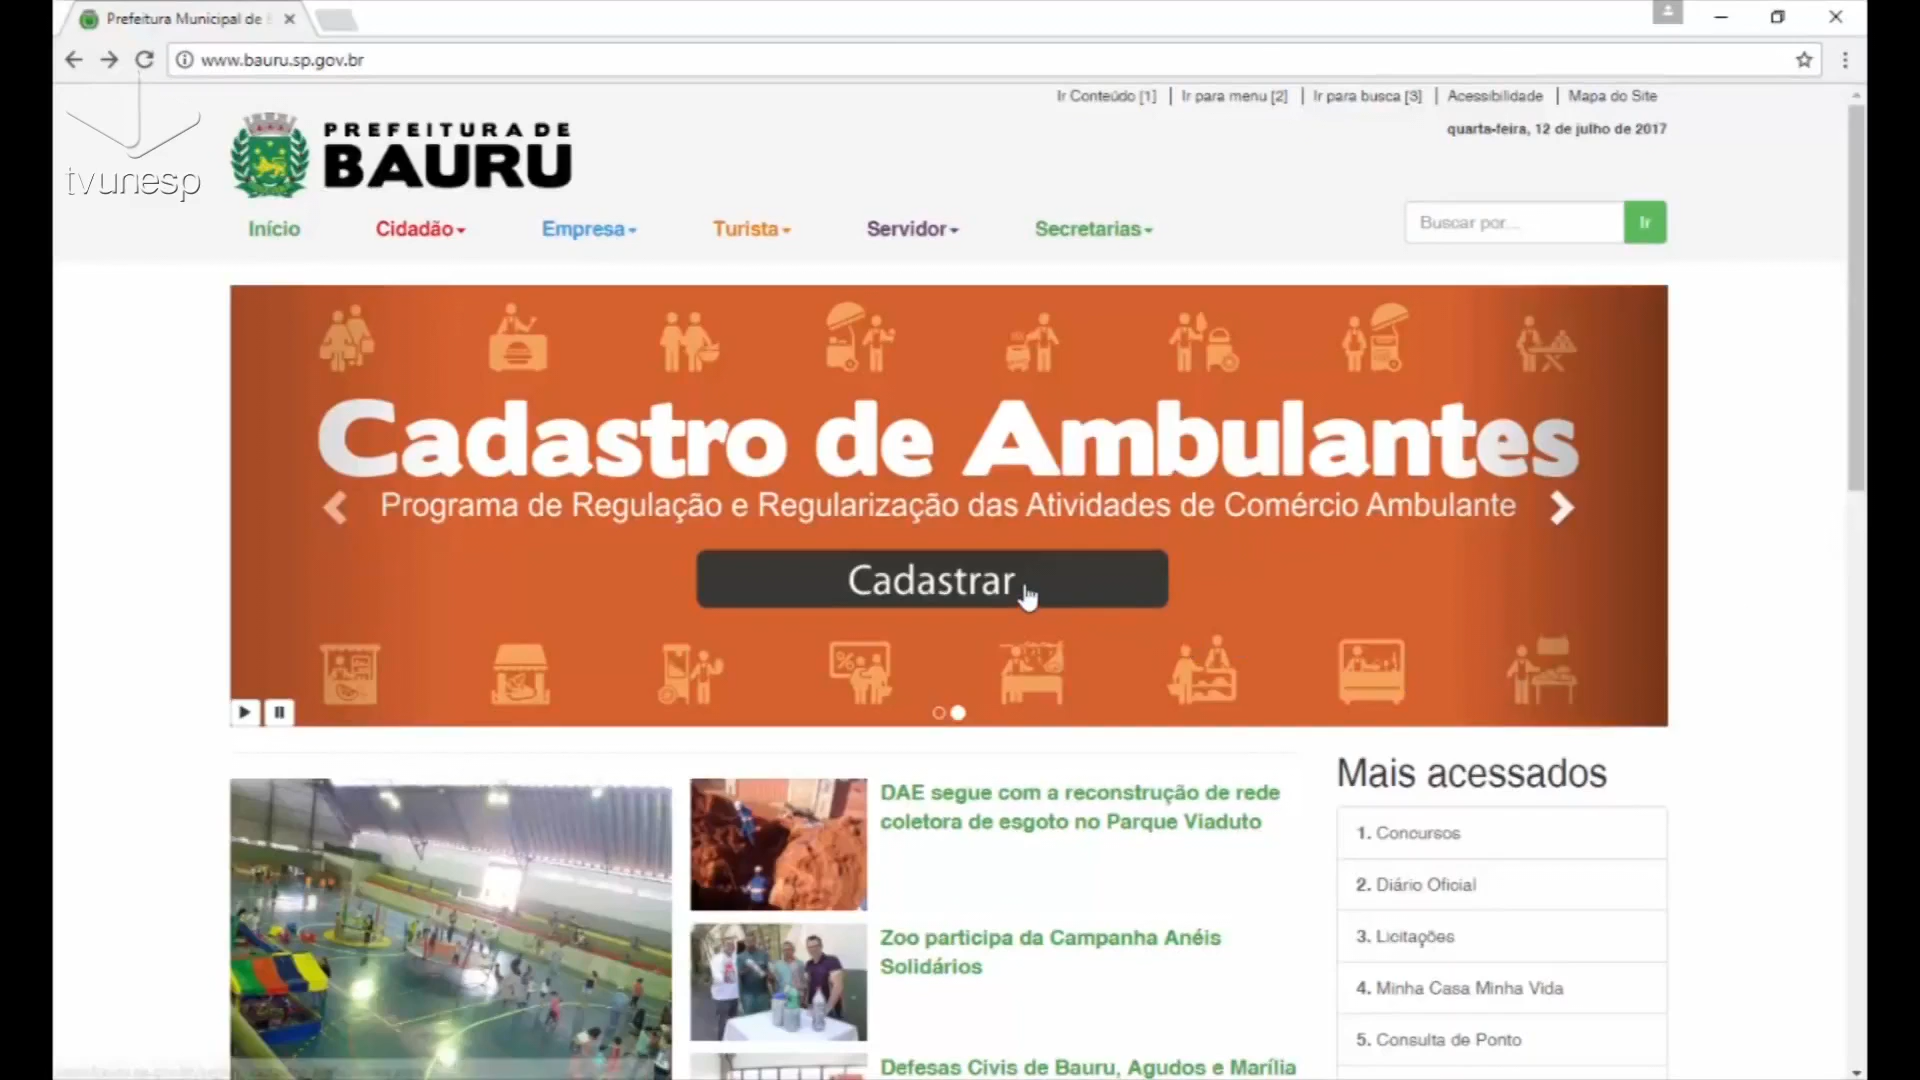 Prefeitura Municipal de
www.bauru.sp.gov.br
Ir Conteúdo [1] | Ir para menu [2] | Ir para busca [3] | Acessibilidade | Mapa do Site
quarta-feira, 12 de julho de 2017
tvunesp
PREFEITURA DE
BAURU
Início Cidadão Empresa Turista Servidor Secretarias
Buscar por... Ir
Cadastro de Ambulantes
Programa de Regulação e Regularização das Atividades de Comércio Ambulante
Cadastrar
DAE segue com a reconstrução de rede
coletora de esgoto no Parque Viaduto
Zoo participa da Campanha Anéis
Solidários
Defesas Civis de Bauru, Agudos e Marília
Mais acessados
1. Concursos
2. Diário Oficial
3. Licitações
4. Minha Casa Minha Vida
5. Consulta de Ponto